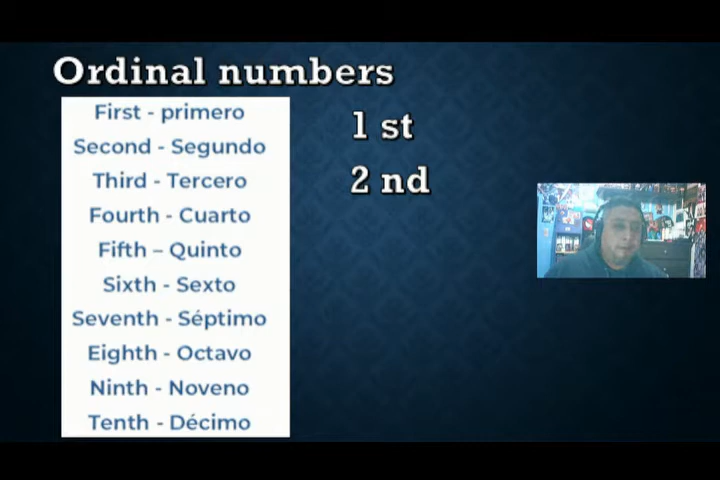 Ordinal numbers
First - primero
Second - Segundo
Third - Tercero
Fourth - Cuarto
Fifth – Quinto
Sixth - Sexto
Seventh - Séptimo
Eighth - Octavo
Ninth - Noveno
Tenth - Décimo
1 st
2 nd